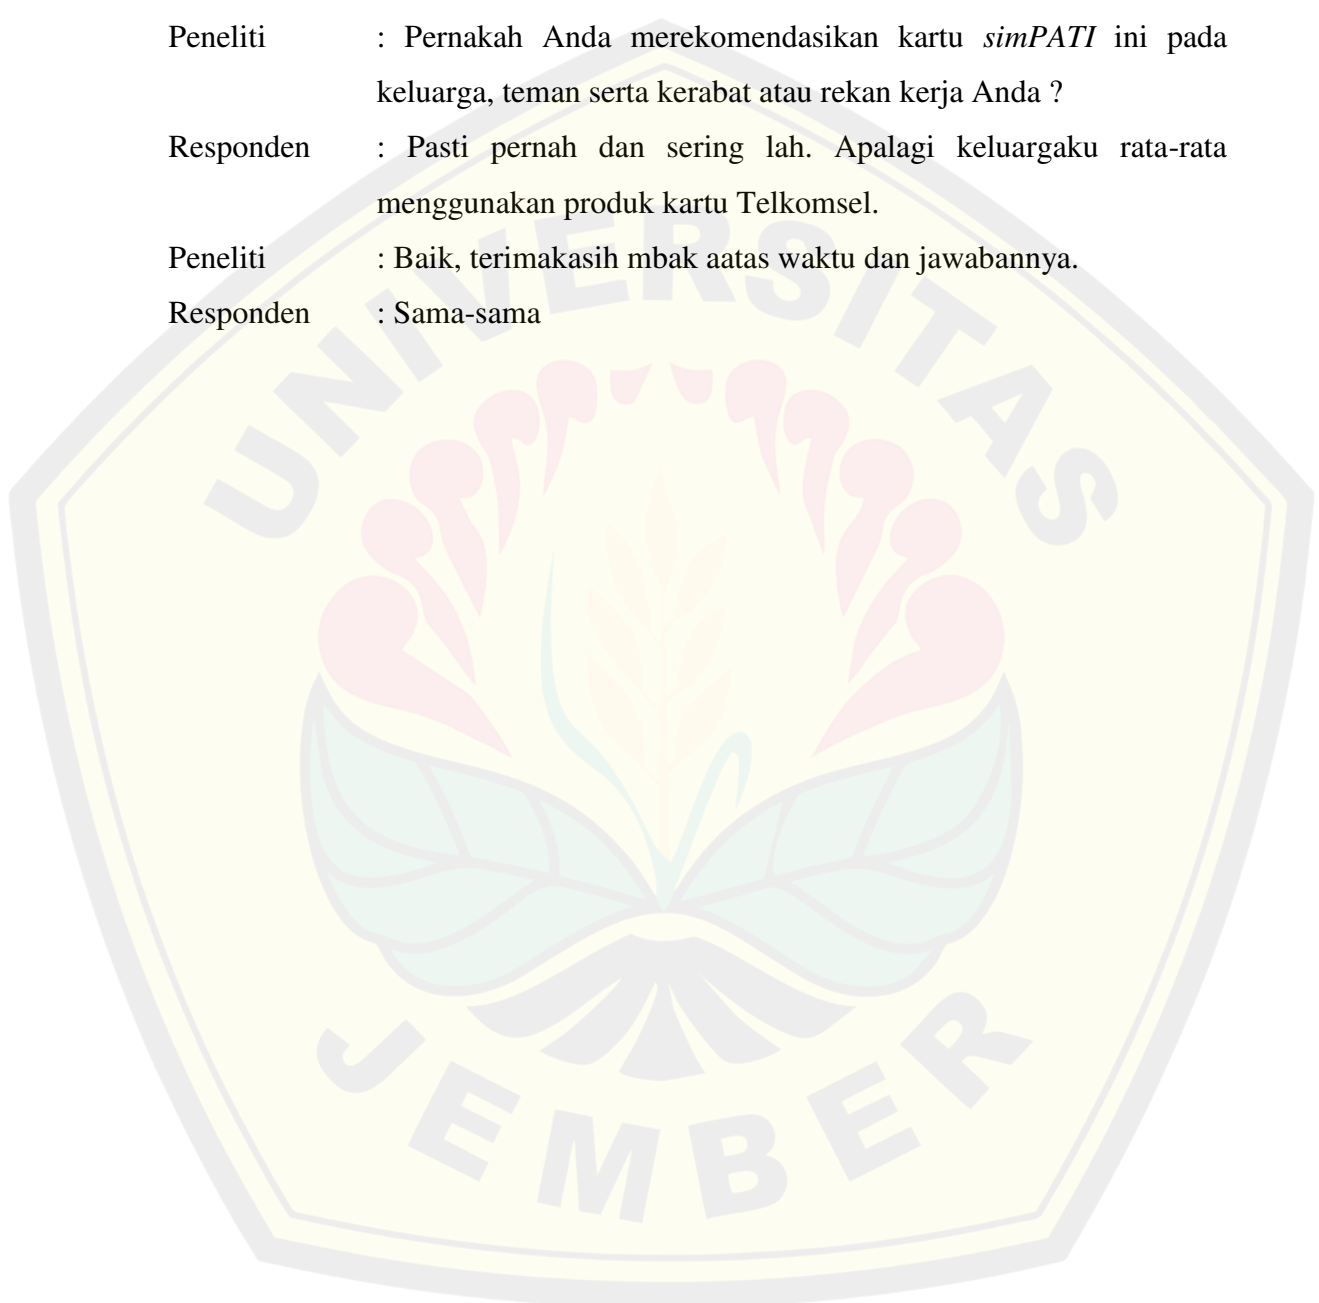 Peneliti : Pernakah Anda merekomendasikan kartu simPATI ini pada
keluarga, teman serta kerabat atau rekan kerja Anda ?
Responden : Pasti pernah dan sering lah. Apalagi keluargaku rata-rata
menggunakan produk kartu Telkomsel.
Peneliti : Baik, terimakasih mbak aatas waktu dan jawabannya.
Responden : Sama-sama
UNIVERSITAS
JEMBER